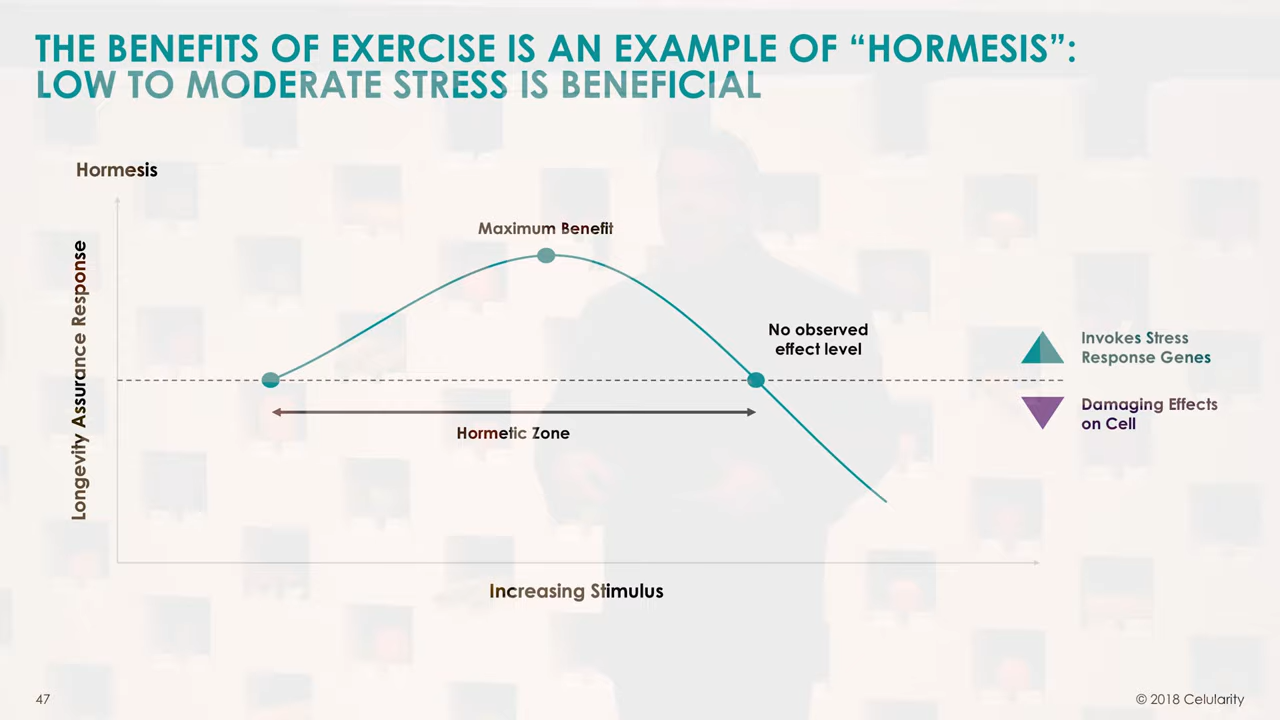 THE BENEFITS OF EXERCISE IS AN EXAMPLE OF “HORMESIS”:
LOW TO MODERATE STRESS IS BENEFICIAL
Hormesis
Longevity Assurance Response
Maximum Benefit
No observed
effect level
Hormetic Zone
Invokes Stress
Response Genes
Damaging Effects
on Cell
Increasing Stimulus
47
© 2018 Celularity